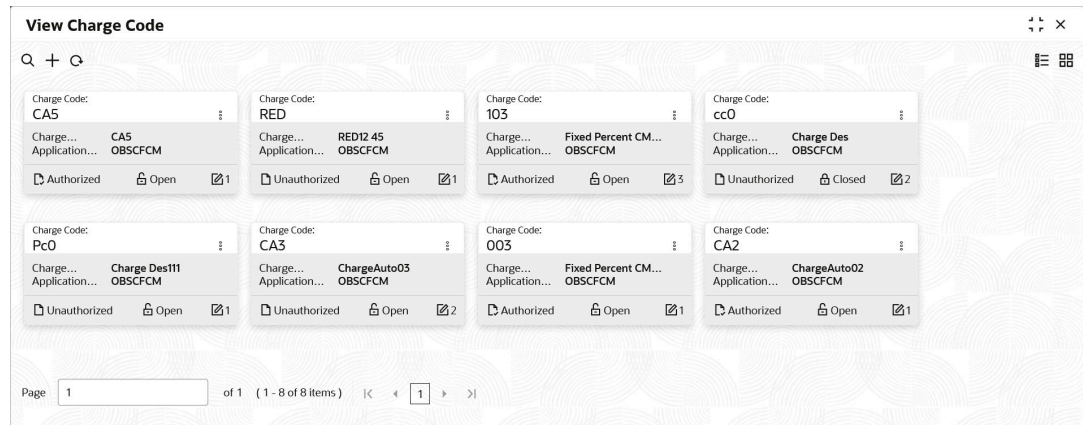 View Charge Code
Charge Code:
CA5
Charge... CA5
Application... OBSCFCM
Authorized Open 1
Charge Code:
RED
Charge... RED12 45
Application... OBSCFCM
Unauthorized Open 1
Charge Code:
103
Charge... Fixed Percent CM...
Application... OBSCFCM
Authorized Open 3
Charge Code:
cc0
Charge... Charge Des
Application... OBSCFCM
Unauthorized Closed 2
Charge Code:
Pc0
Charge... Charge Des111
Application... OBSCFCM
Unauthorized Open 1
Charge Code:
CA3
Charge... ChargeAuto03
Application... OBSCFCM
Unauthorized Open 2
Charge Code:
003
Charge... Fixed Percent CM...
Application... OBSCFCM
Authorized Open 1
Charge Code:
CA2
Charge... ChargeAuto02
Application... OBSCFCM
Authorized Open 1
Page 1 of 1 ( 1 - 8 of 8 items ) 1